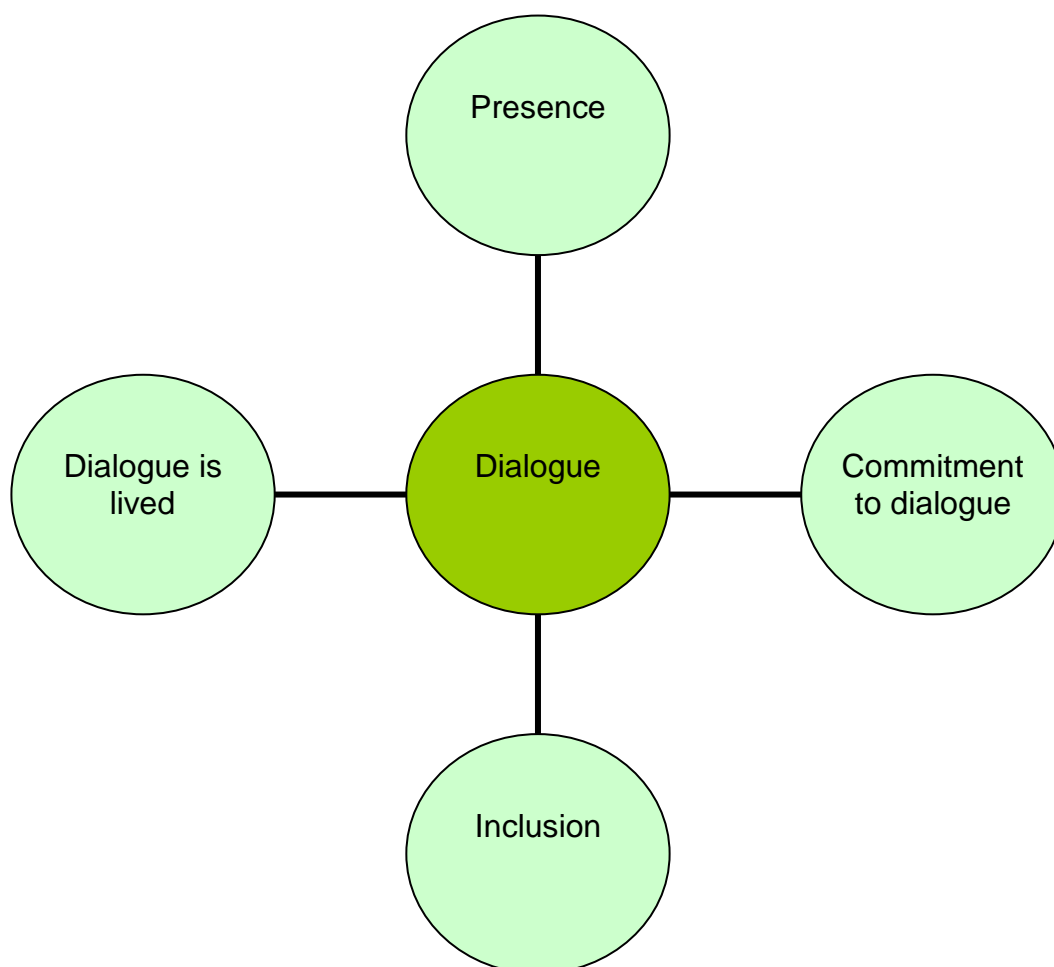 Presence
Dialogue is
lived
Dialogue
Commitment
to dialogue
Inclusion